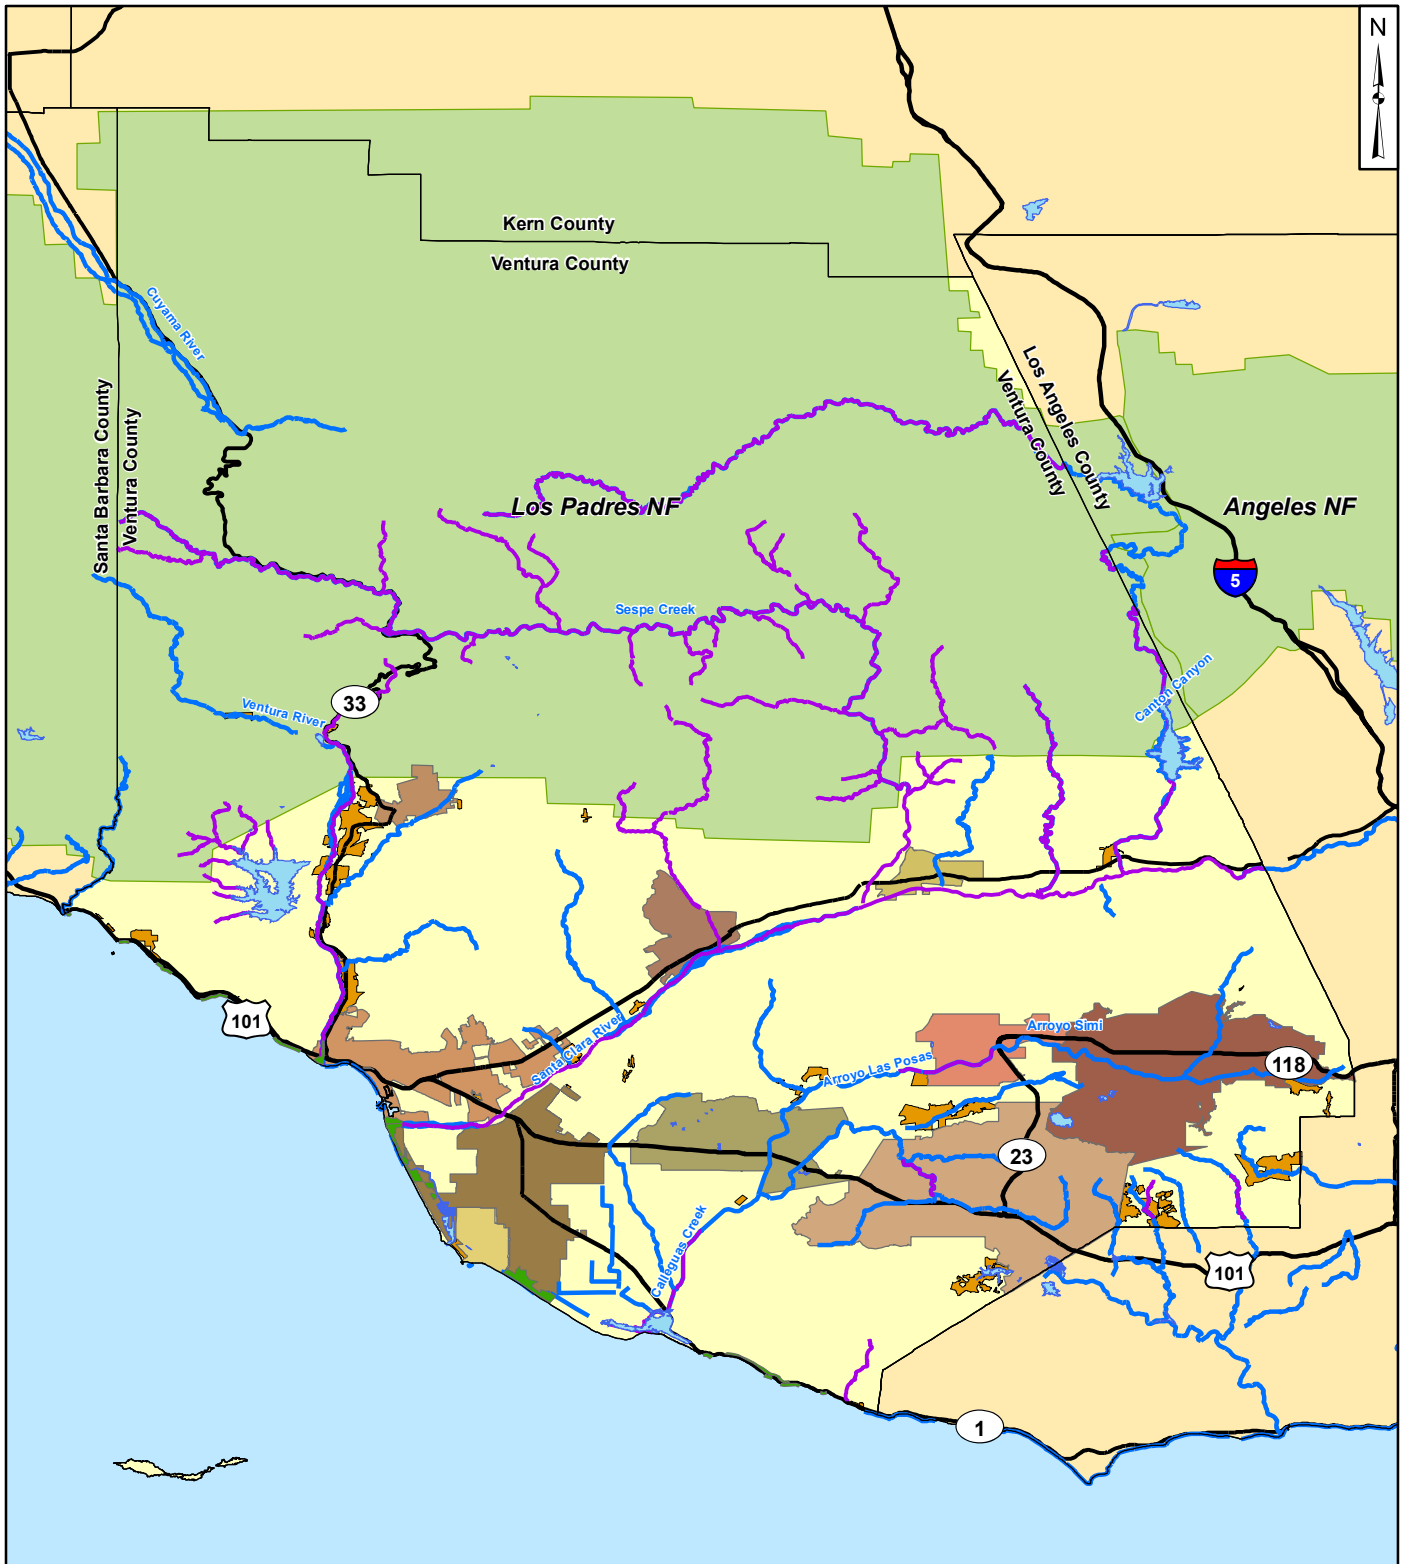 N
Kern County
Ventura County
Cuyama River
Los Angeles County
Ventura County
Santa Barbara County
Ventura County
Los Padres NF
Angeles NF
5
Sespe Creek
Canton Canyon
33
Ventura River
101
Santa Clara River
Arroyo Simi
Arroyo Las Posas
118
23
Calleguas Creek
101
1